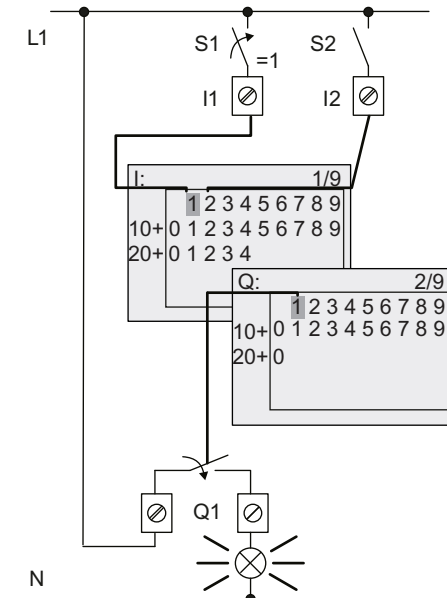 L1
S1
=1
S2
I1
I2
I: 1/9
1 2 3 4 5 6 7 8 9
10+ 0 1 2 3 4 5 6 7 8 9
20+ 0 1 2 3 4
Q: 2/9
1 2 3 4 5 6 7 8 9
10+ 0 1 2 3 4 5 6 7 8 9
20+ 0
Q1
N